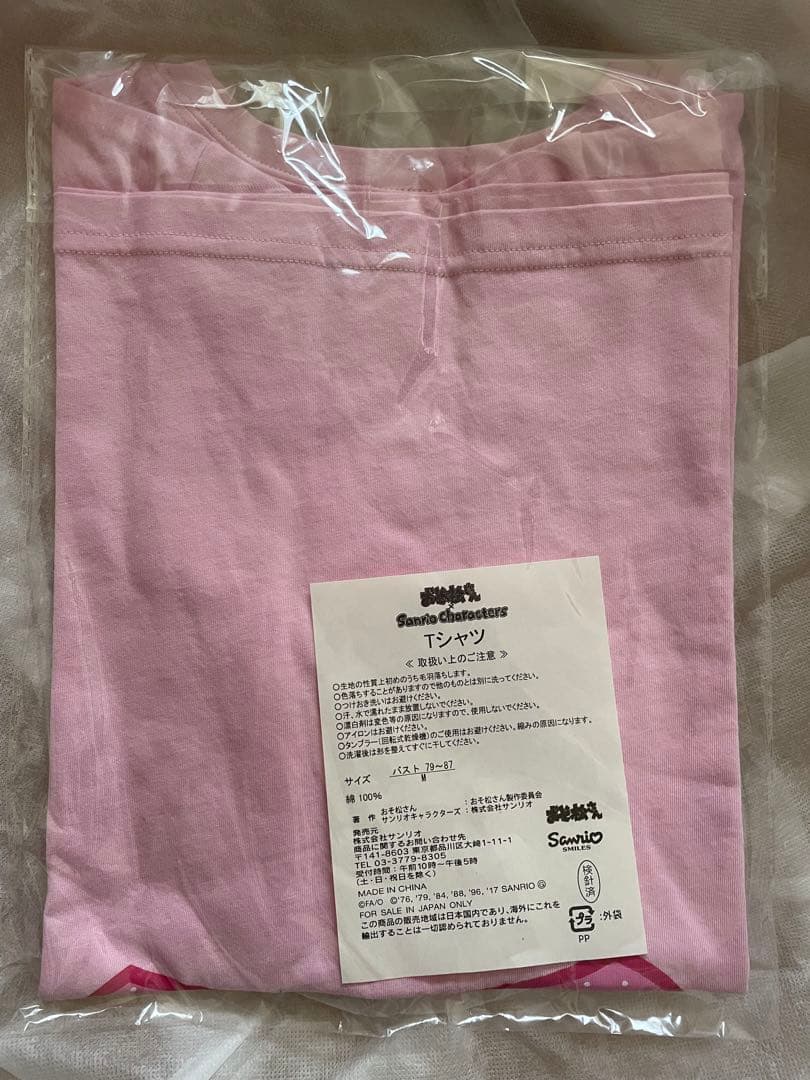 おそ松さん
×
Sanrio Characters
Tシャツ
≪ 取扱い上のご注意 ≫
○生地の性質上初めのうち毛羽落ちします。
○色落ちすることがありますので他のものとは別に洗ってください。
○つけおき洗いはお避けください。
○汗、水で濡れたまま放置しないでください。
○漂白剤は変色等の原因になりますので、使用しないでください。
○アイロンはお避けください。
○タンブラー(回転式乾燥機)のご使用はお避けください。縮みの原因になります。
○洗濯後は形を整えてすぐに干してください。
サイズ バスト 79~87
M
綿 100%
著 作 おそ松さん : おそ松さん製作委員会
サンリオキャラクターズ : 株式会社サンリオ
発売元
株式会社サンリオ
商品に関するお問い合わせ先
〒141-8603 東京都品川区大崎1-11-1
TEL 03-3779-8305
受付時間:午前10時~午後5時
(土・日・祝日を除く)
MADE IN CHINA
©FA/O ©'76, '79, '84, '88, '96, '17 SANRIO Ⓖ
FOR SALE IN JAPAN ONLY
この商品の販売地域は日本国内であり、海外にこれを
輸出することは一切認められておりません。
おそ松さん
Sanrio
SMILES
検針済
プラ :外袋
PP